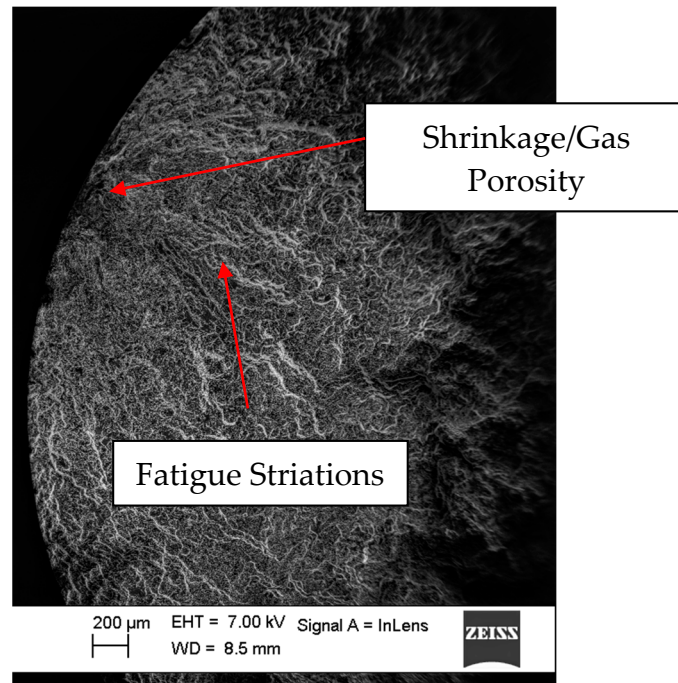 Shrinkage/Gas
Porosity
Fatigue Striations
200 µm
EHT = 7.00 kV
Signal A = InLens
WD = 8.5 mm
ZEISS